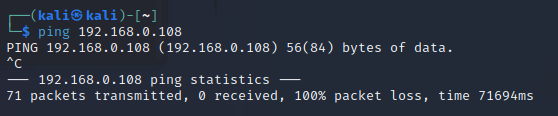 ┌──(kali㉿kali)-[~]
└─$ ping 192.168.0.108
PING 192.168.0.108 (192.168.0.108) 56(84) bytes of data.
^C
--- 192.168.0.108 ping statistics ---
71 packets transmitted, 0 received, 100% packet loss, time 71694ms